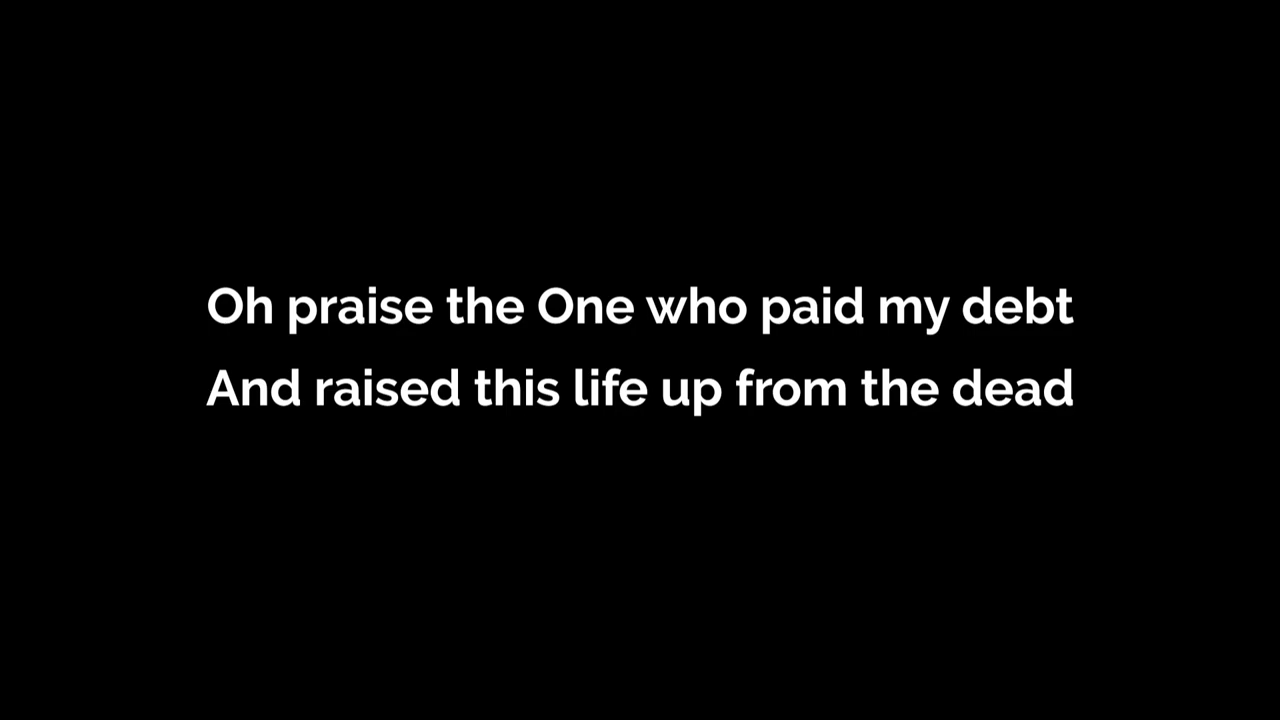 Oh praise the One who paid my debt
And raised this life up from the dead